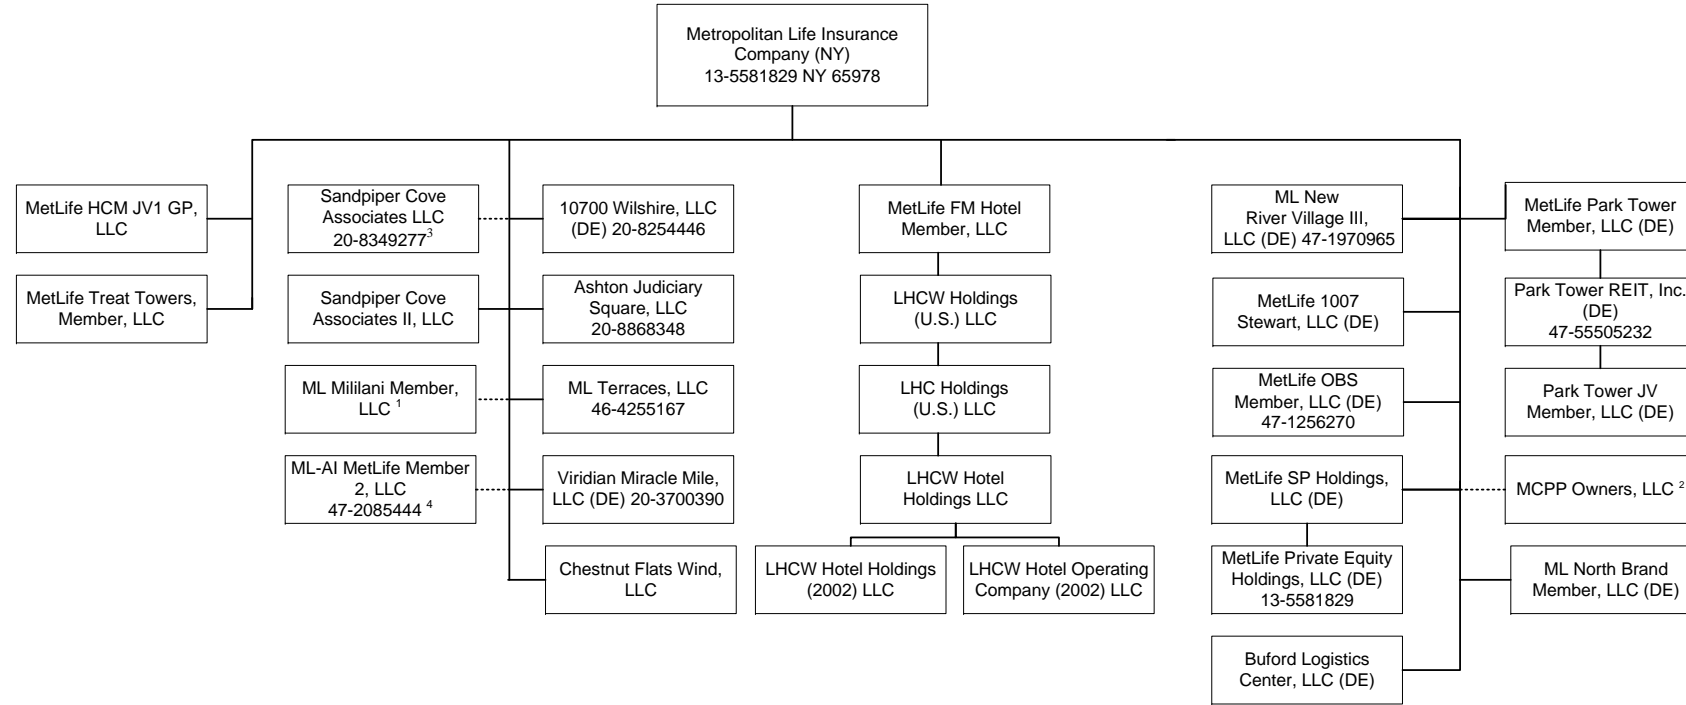 Metropolitan Life Insurance
Company (NY)
13-5581829 NY 65978
MetLife HCM JV1 GP,
LLC
MetLife Treat Towers,
Member, LLC
Sandpiper Cove
Associates LLC
20-8349277³
Sandpiper Cove
Associates II, LLC
ML Mililani Member,
LLC ¹
ML-AI MetLife Member
2, LLC
47-2085444 ⁴
10700 Wilshire, LLC
(DE) 20-8254446
Ashton Judiciary
Square, LLC
20-8868348
ML Terraces, LLC
46-4255167
Viridian Miracle Mile,
LLC (DE) 20-3700390
Chestnut Flats Wind,
LLC
MetLife FM Hotel
Member, LLC
LHCW Holdings
(U.S.) LLC
LHC Holdings
(U.S.) LLC
LHCW Hotel
Holdings LLC
LHCW Hotel Holdings
(2002) LLC
LHCW Hotel Operating
Company (2002) LLC
ML New
River Village III,
LLC (DE) 47-1970965
MetLife 1007
Stewart, LLC (DE)
MetLife OBS
Member, LLC (DE)
47-1256270
MetLife SP Holdings,
LLC (DE)
MetLife Private Equity
Holdings, LLC (DE)
13-5581829
Buford Logistics
Center, LLC (DE)
MetLife Park Tower
Member, LLC (DE)
Park Tower REIT, Inc.
(DE)
47-55505232
Park Tower JV
Member, LLC (DE)
MCPP Owners, LLC ²
ML North Brand
Member, LLC (DE)